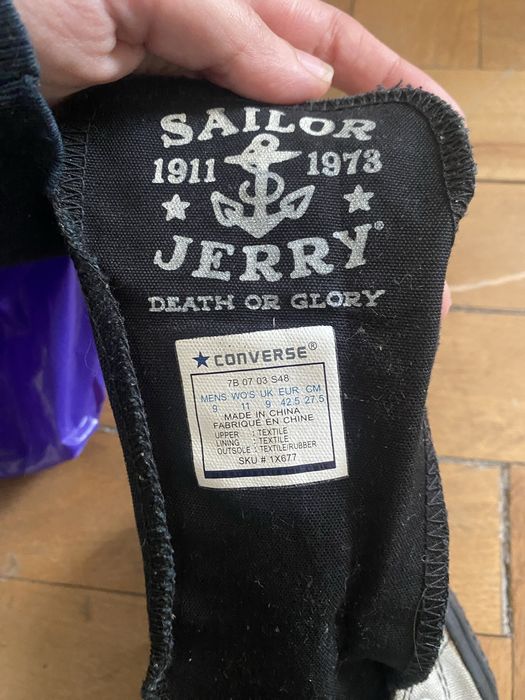 SAILOR
1911 1973
JERRY®
DEATH OR GLORY
CONVERSE®
7B 07 03 S48
MENS WO'S UK EUR CM
9 11 9 42.5 27.5
MADE IN CHINA
FABRIQUE EN CHINE
UPPER : TEXTILE
LINING : TEXTILE
OUTSOLE : TEXTILE/RUBBER
SKU # 1X677